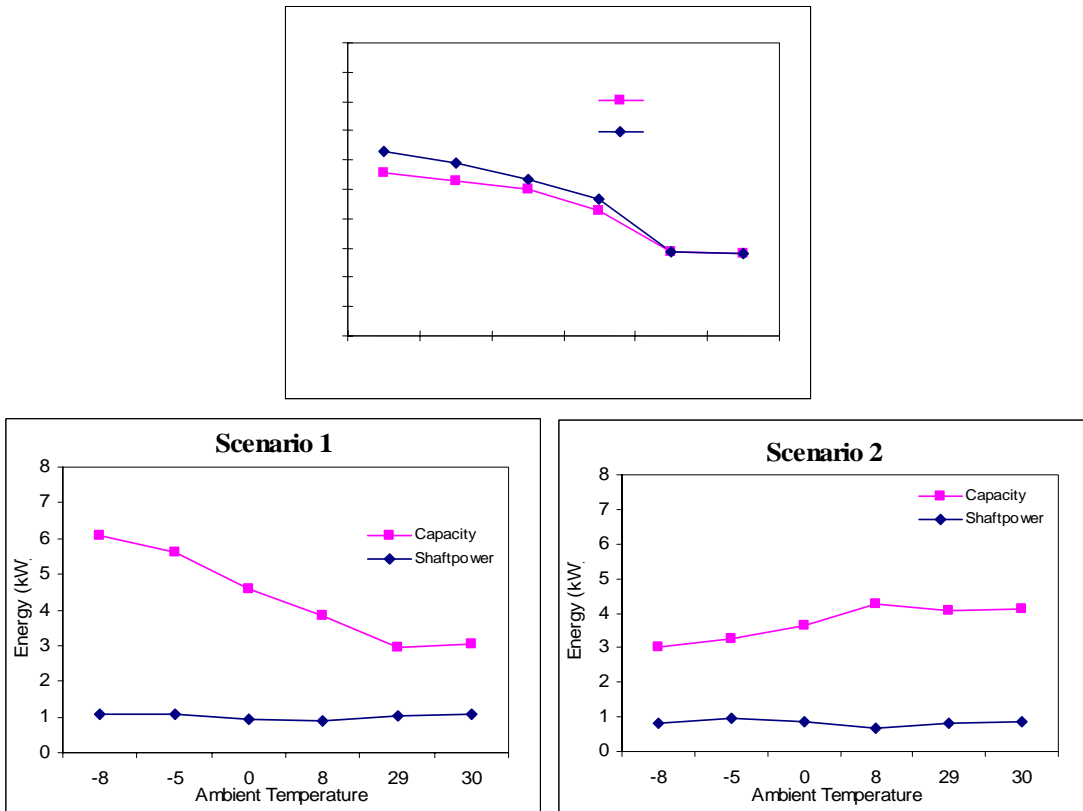 Scenario 1
8
7
6
5
4
3
2
1
0
Energy (kW)
Capacity
Shaftpower
-8 -5 0 8 29 30
Ambient Temperature
Scenario 2
8
7
6
5
4
3
2
1
0
Energy (kW)
Capacity
Shaftpower
-8 -5 0 8 29 30
Ambient Temperature